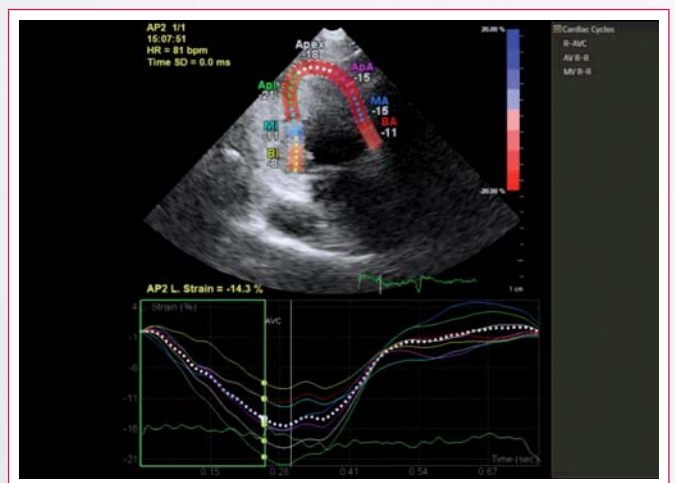 AP2 1/1
15:07:51
HR = 81 bpm
Time SD = 0.0 ms
20.00 %
Cardiac Cycles
R-AVC
AV R-R
MV R-R
Apex
-18
ApI
-21
ApA
-15
MI
-11
MA
-15
BI
-8
BA
-11
-20.00 %
1 cm
AP2 L. Strain = -14.3 %
4
L. Strain (%)
AVC
-1
-6
-11
-16
-21
0.15
0.28
0.41
0.54
0.67
Time (sec)